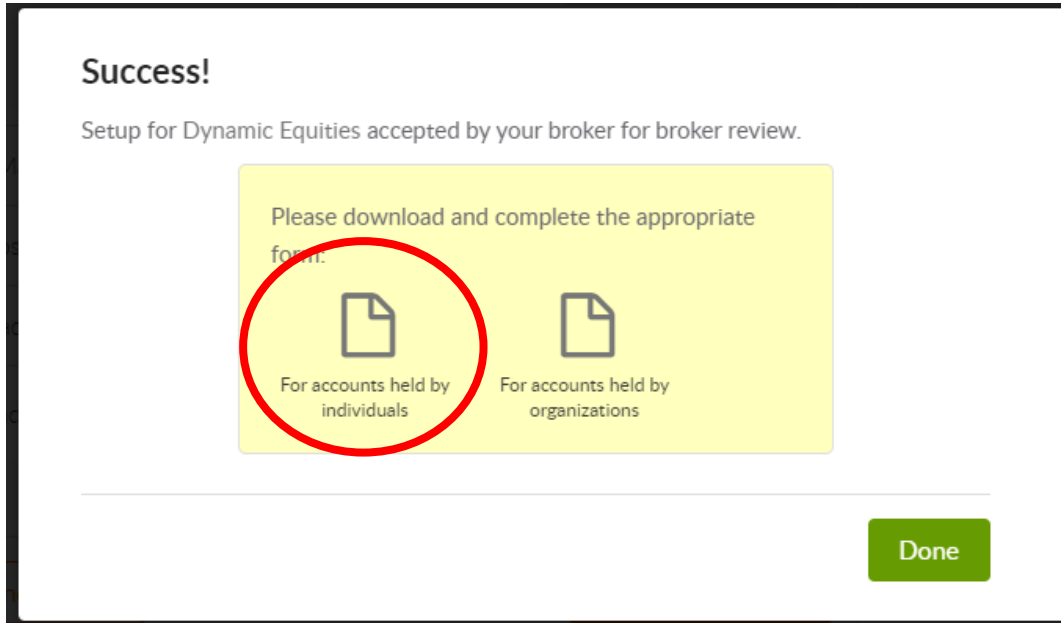 Success!
Setup for Dynamic Equities accepted by your broker for broker review.
Please download and complete the appropriate
form:
For accounts held by
individuals
For accounts held by
organizations
Done